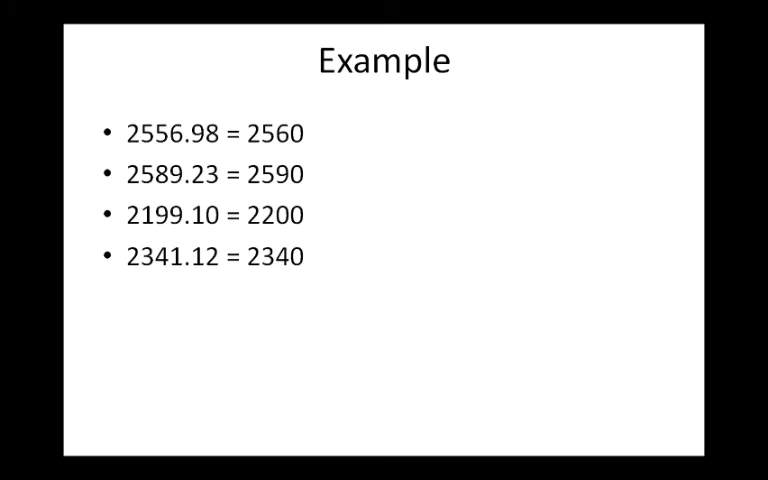 Example
• 2556.98 = 2560
• 2589.23 = 2590
• 2199.10 = 2200
• 2341.12 = 2340